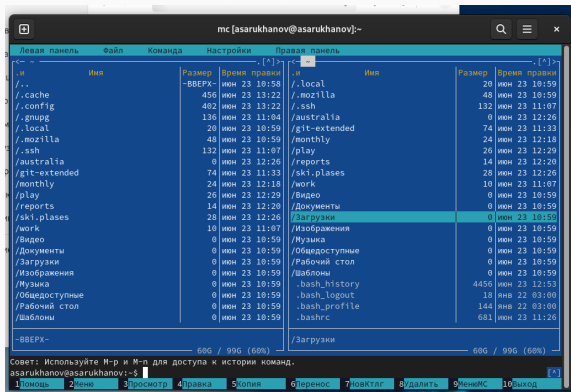 mc [asarukhanov@asarukhanov]:~
Левая панель Файл Команда Настройки Правая панель
<- ~ .[^]>
.и Имя Размер Время правки
/.. -ВВЕРХ- июн 23 10:58
/.cache 456 июн 23 13:22
/.config 402 июн 23 13:22
/.gnupg 136 июн 23 11:04
/.local 20 июн 23 10:59
/.mozilla 48 июн 23 10:59
/.ssh 132 июн 23 11:07
/australia 0 июн 23 12:26
/git-extended 74 июн 23 11:33
/monthly 24 июн 23 12:18
/play 26 июн 23 12:29
/reports 14 июн 23 12:20
/ski.plases 28 июн 23 12:26
/work 10 июн 23 11:07
/Видео 0 июн 23 10:59
/Документы 0 июн 23 10:59
/Загрузки 0 июн 23 10:59
/Изображения 0 июн 23 10:59
/Музыка 0 июн 23 10:59
/Общедоступные 0 июн 23 10:59
/Рабочий стол 0 июн 23 10:59
/Шаблоны 0 июн 23 10:59
-ВВЕРХ-
60G / 99G (60%)
<- ~ .[^]>
.и Имя Размер Время правки
/.local 20 июн 23 10:59
/.mozilla 48 июн 23 10:59
/.ssh 132 июн 23 11:07
/australia 0 июн 23 12:26
/git-extended 74 июн 23 11:33
/monthly 24 июн 23 12:18
/play 26 июн 23 12:29
/reports 14 июн 23 12:20
/ski.plases 28 июн 23 12:26
/work 10 июн 23 11:07
/Видео 0 июн 23 10:59
/Документы 0 июн 23 10:59
/Загрузки 0 июн 23 10:59
/Изображения 0 июн 23 10:59
/Музыка 0 июн 23 10:59
/Общедоступные 0 июн 23 10:59
/Рабочий стол 0 июн 23 10:59
/Шаблоны 0 июн 23 10:59
.bash_history 4456 июн 23 12:53
.bash_logout 18 янв 22 03:00
.bash_profile 144 янв 22 03:00
.bashrc 681 июн 23 11:26
/Загрузки
60G / 99G (60%)
Совет: Используйте M-p и M-n для доступа к истории команд.
asarukhanov@asarukhanov:~$ [^]
1Помощь 2Меню 3Просмотр 4Правка 5Копия 6Перенос 7НовКтлг 8Удалить 9МенюMC 10Выход